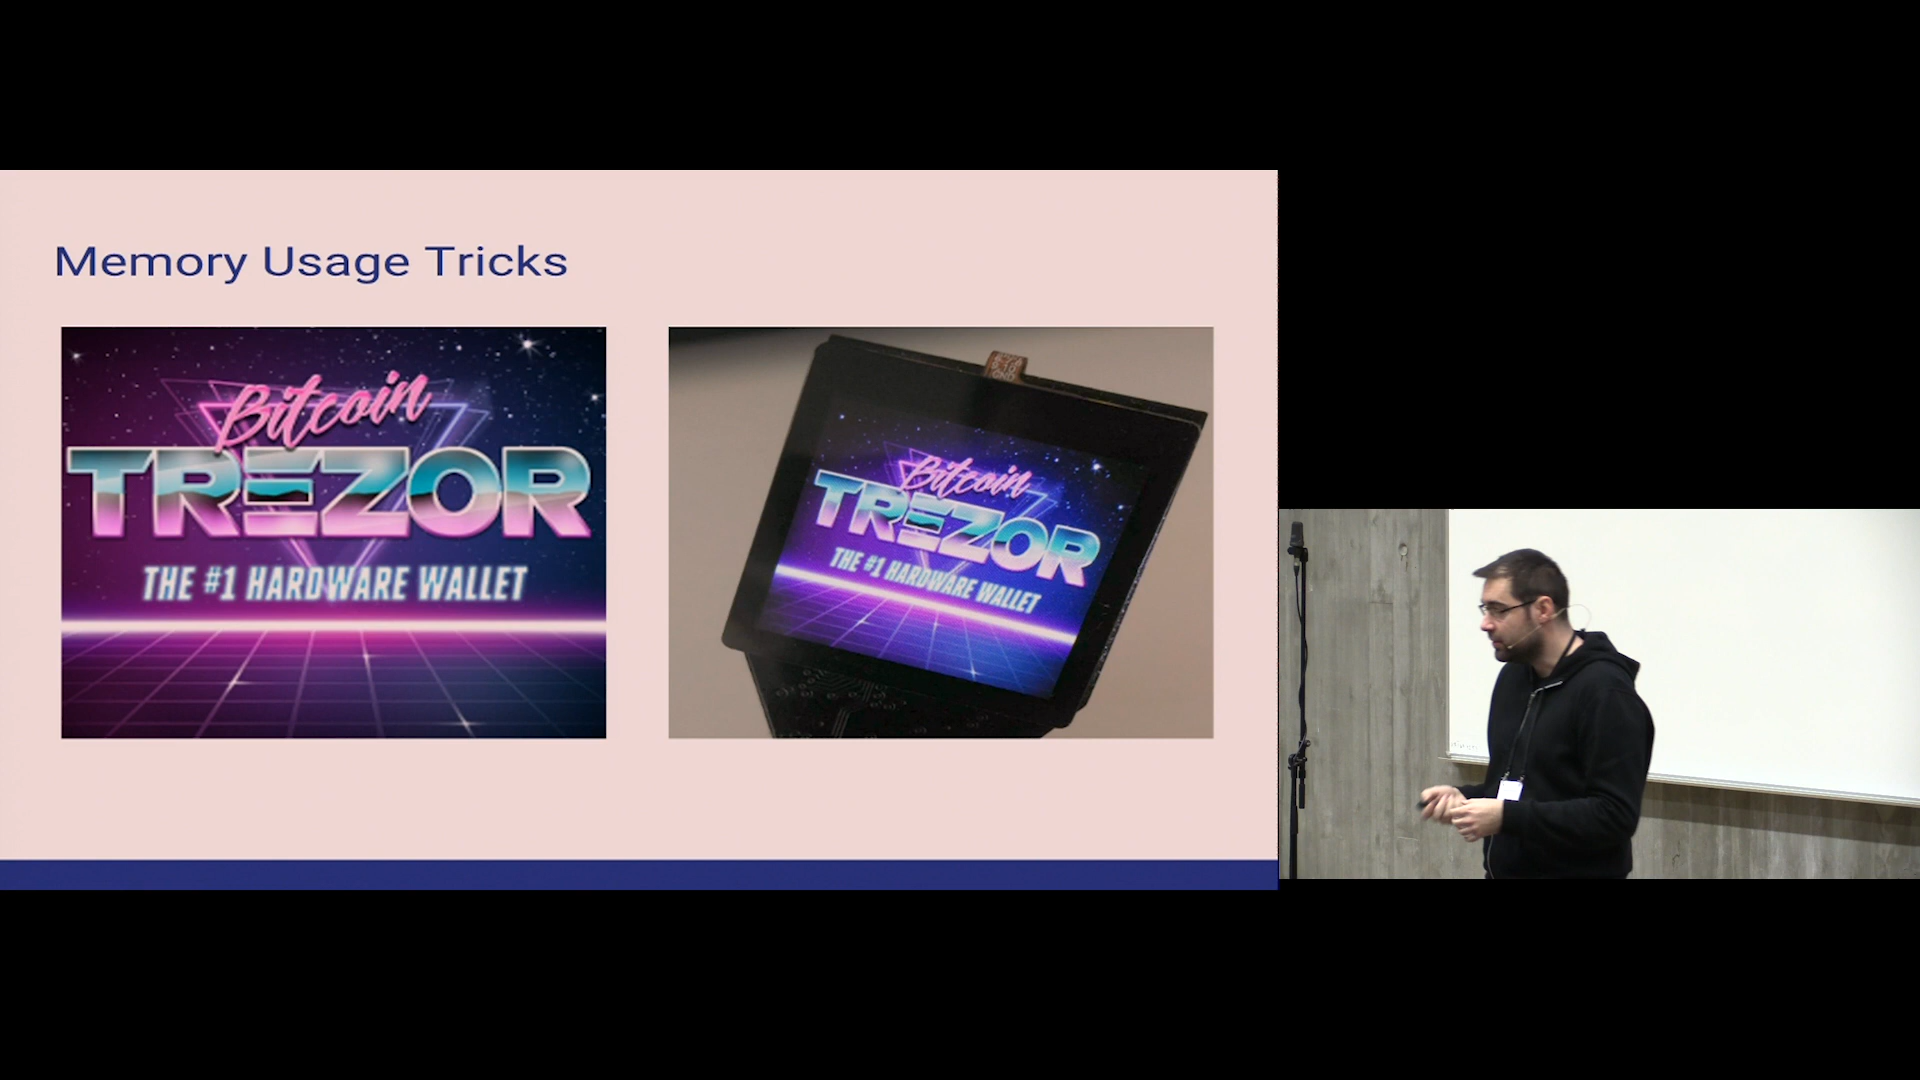 Memory Usage Tricks
Bitcoin
TREZOR
THE #1 HARDWARE WALLET
Bitcoin
TREZOR
THE #1 HARDWARE WALLET